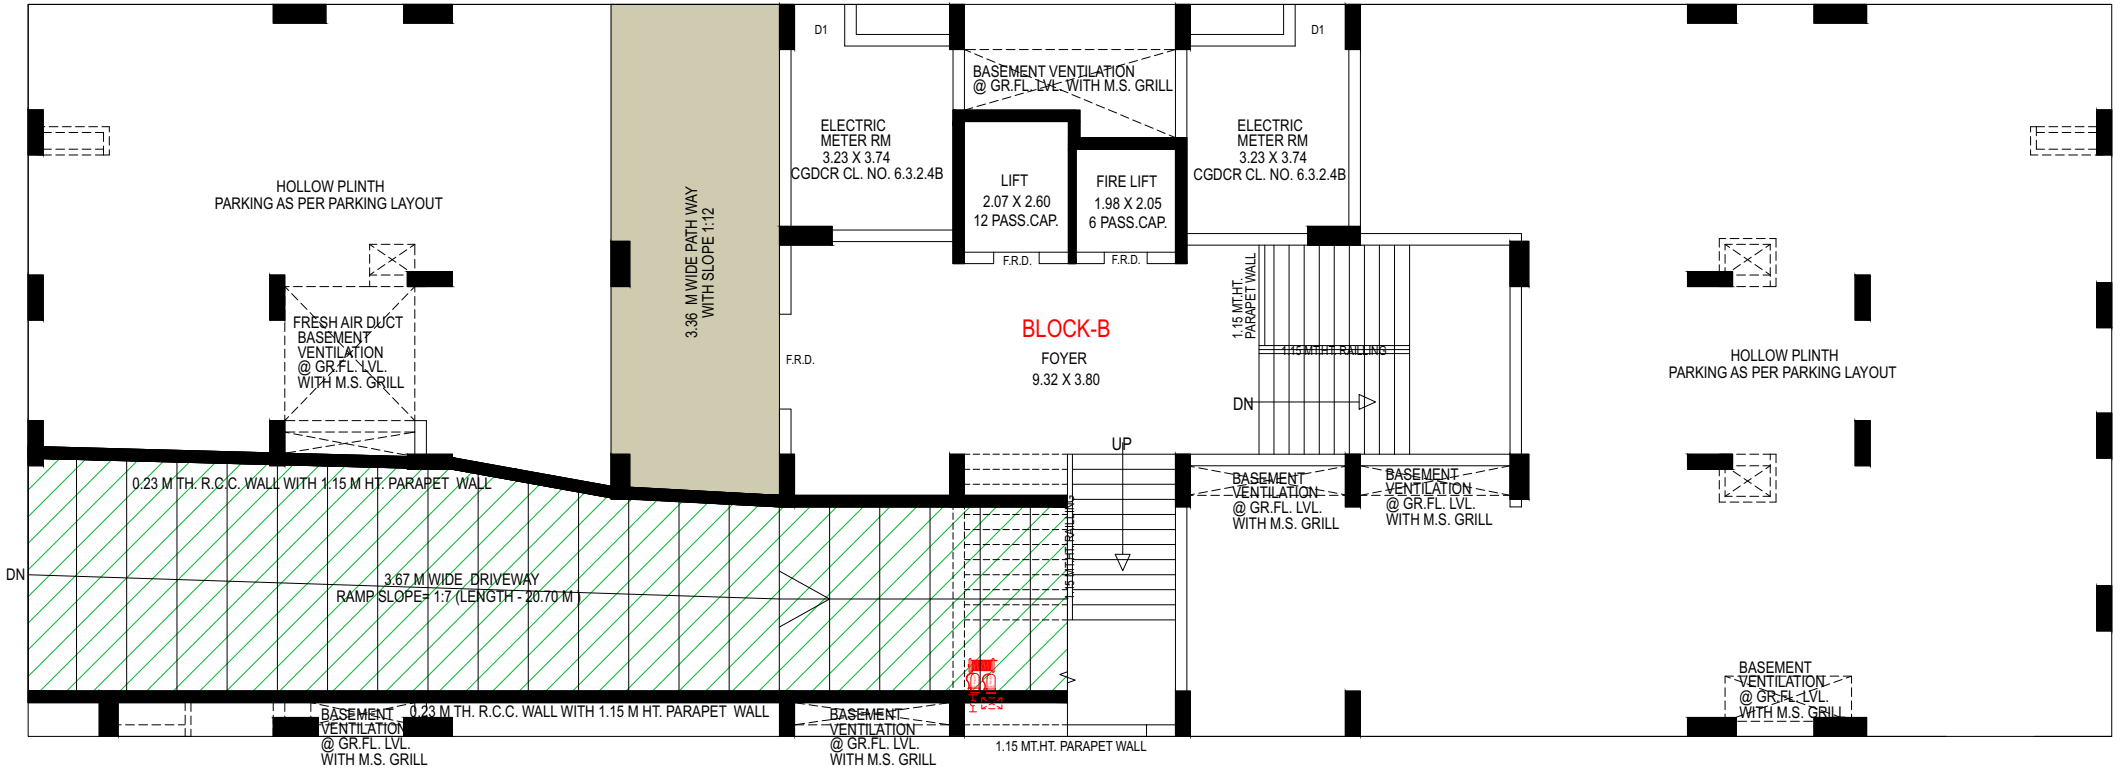 D1
D1
BASEMENT VENTILATION
@ GR.FL. LVL. WITH M.S. GRILL
ELECTRIC
METER RM
3.23 X 3.74
CGDCR CL. NO. 6.3.2.4B
ELECTRIC
METER RM
3.23 X 3.74
CGDCR CL. NO. 6.3.2.4B
HOLLOW PLINTH
PARKING AS PER PARKING LAYOUT
3.36 M WIDE PATH WAY
WITH SLOPE 1:12
LIFT
2.07 X 2.60
12 PASS.CAP.
FIRE LIFT
1.98 X 2.05
6 PASS.CAP.
F.R.D.
F.R.D.
1.15 MT.HT.
PARAPET WALL
FRESH AIR DUCT
BASEMENT
VENTILATION
@ GR.FL. LVL.
WITH M.S. GRILL
F.R.D.
BLOCK-B
FOYER
9.32 X 3.80
1.15 MT.HT. RAILLING
HOLLOW PLINTH
PARKING AS PER PARKING LAYOUT
DN
UP
0.23 M TH. R.C.C. WALL WITH 1.15 M HT. PARAPET WALL
BASEMENT
VENTILATION
@ GR.FL. LVL.
WITH M.S. GRILL
BASEMENT
VENTILATION
@ GR.FL. LVL.
WITH M.S. GRILL
1.15 MT.HT. RAILLING
DN
3.67 M WIDE DRIVEWAY
RAMP SLOPE= 1:7 (LENGTH - 20.70 M )
BASEMENT
VENTILATION
@ GR.FL. LVL.
WITH M.S. GRILL
0.23 M TH. R.C.C. WALL WITH 1.15 M HT. PARAPET WALL
BASEMENT
VENTILATION
@ GR.FL. LVL.
WITH M.S. GRILL
1.15 MT.HT. PARAPET WALL
BASEMENT
VENTILATION
@ GR.FL. LVL.
WITH M.S. GRILL